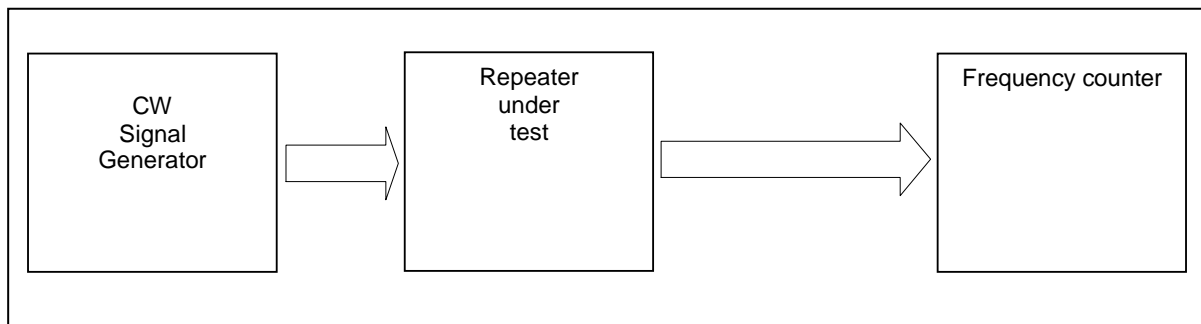 CW
Signal
Generator
Repeater
under
test
Frequency counter